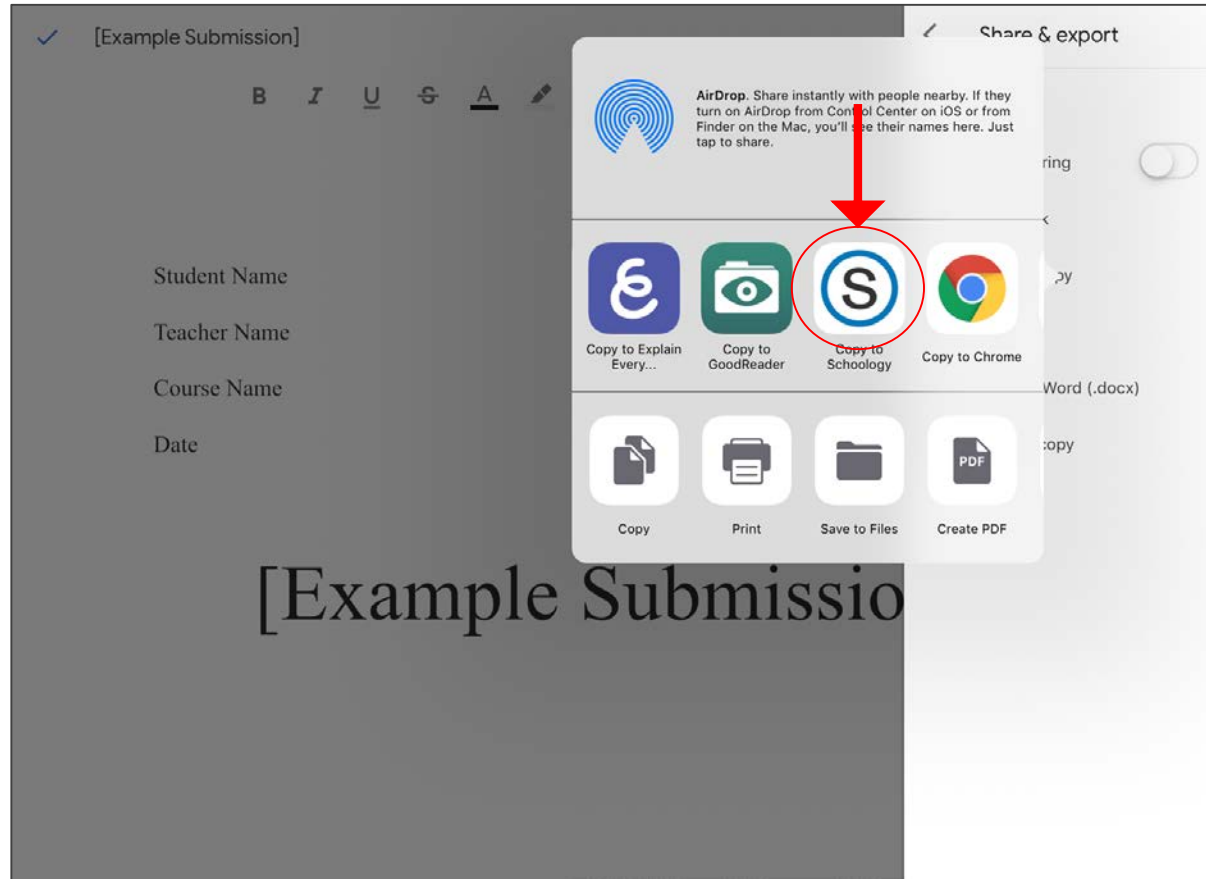 [Example Submission]
Share & export
B I U S A
AirDrop. Share instantly with people nearby. If they
turn on AirDrop from Control Center on iOS or from
Finder on the Mac, you'll see their names here. Just
tap to share.
ring
k
Student Name
Teacher Name
Course Name
Date
S
py
Copy to Explain
Every...
Copy to
GoodReader
Copy to
Schoology
Copy to Chrome
Word (.docx)
copy
PDF
Copy
Print
Save to Files
Create PDF
[Example Submissio